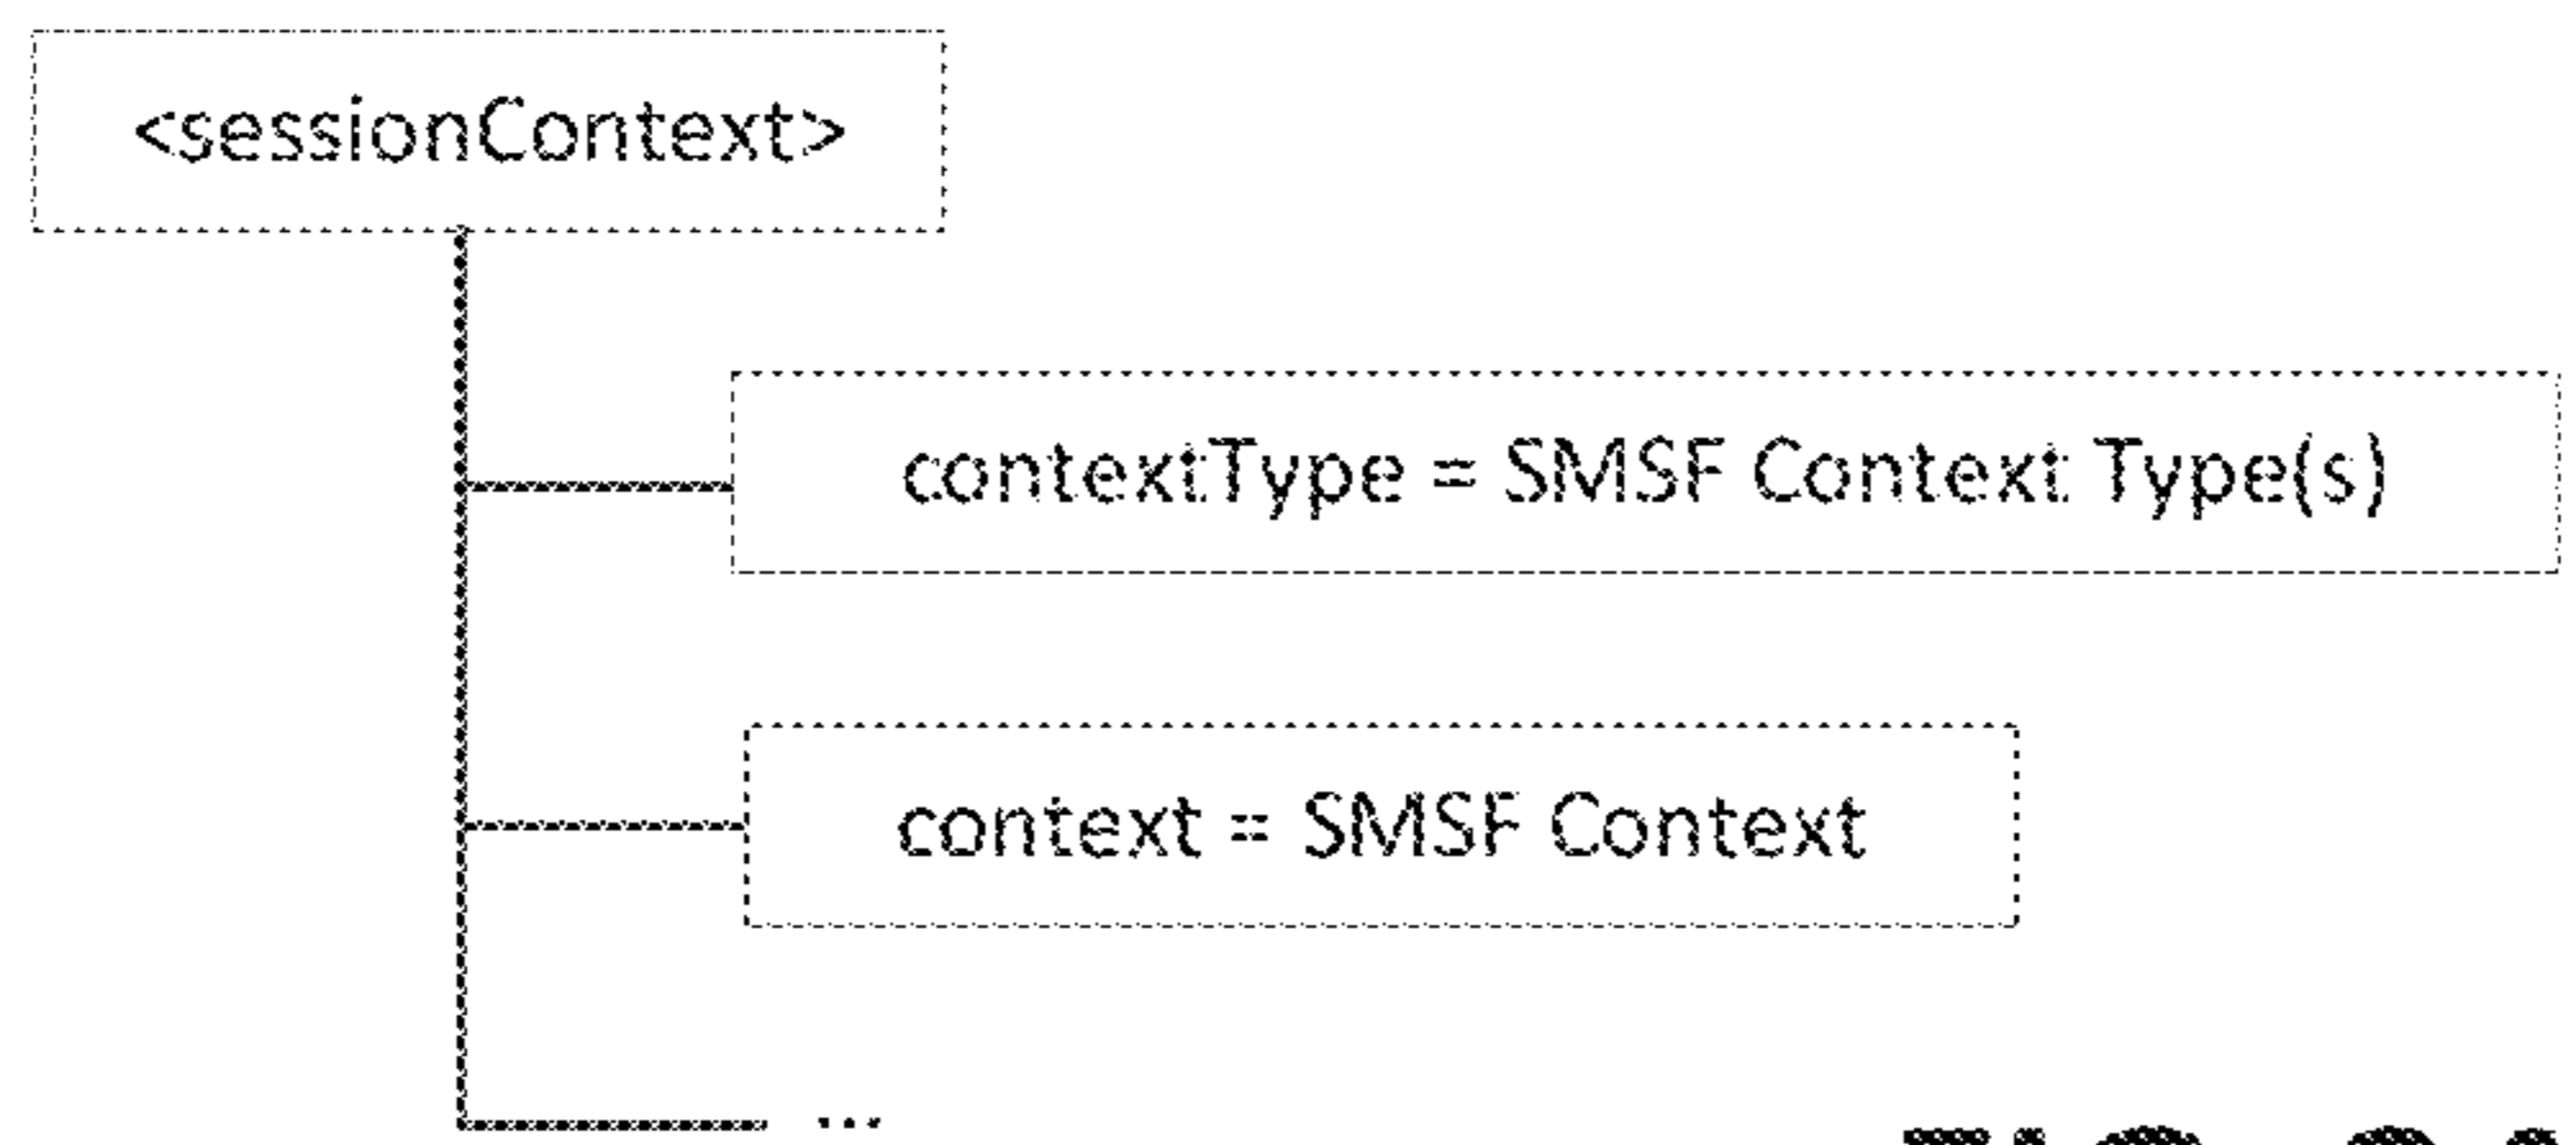 <sessionContext>
contextType = SMSF Context Type(s)
context = SMSF Context
...